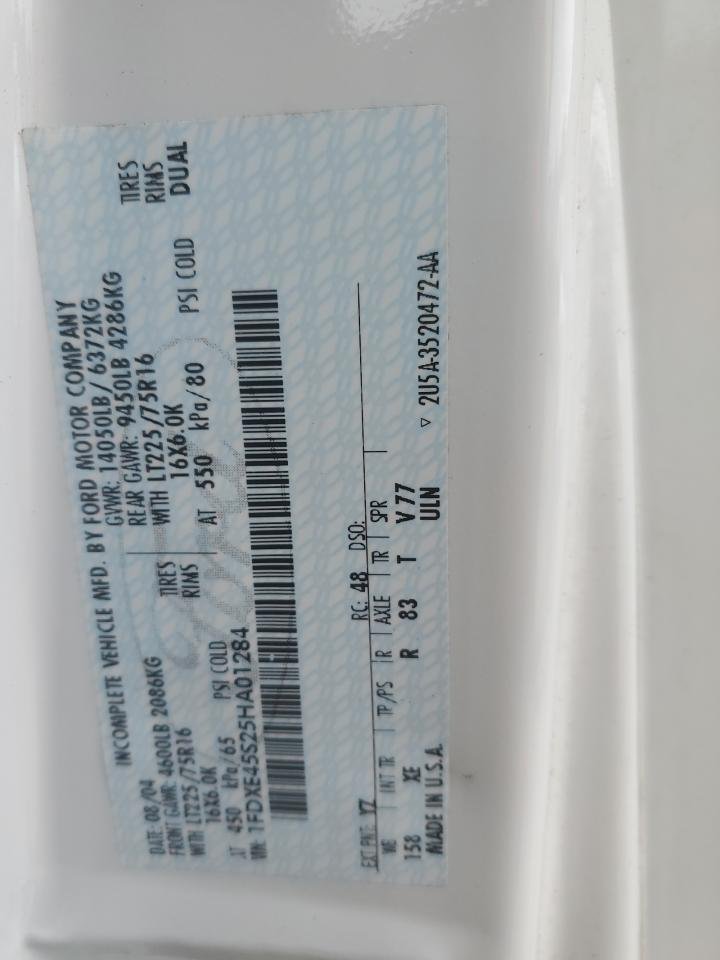 INCOMPLETE VEHICLE MFD. BY FORD MOTOR COMPANY
DATE: 08/04 GVWR: 14050LB/ 6372KG
FRONT GAWR: 4600LB 2086KG REAR GAWR: 9450LB 4286KG
WITH LT225/75R16 TIRES WITH LT225/75R16 TIRES
16X6.0K RIMS 16X6.0K RIMS
AT 450 kPa/65 PSI COLD AT 550 kPa/80 PSI COLD DUAL
VIN: 1FDXE45S25HA01284
EXT PNT: YZ RC: 48 DSO:
WB INT TR TP/PS R AXLE TR SPR
158 XE R 83 T V77
MADE IN U.S.A. ULN
▽ 2U5A-3520472-AA